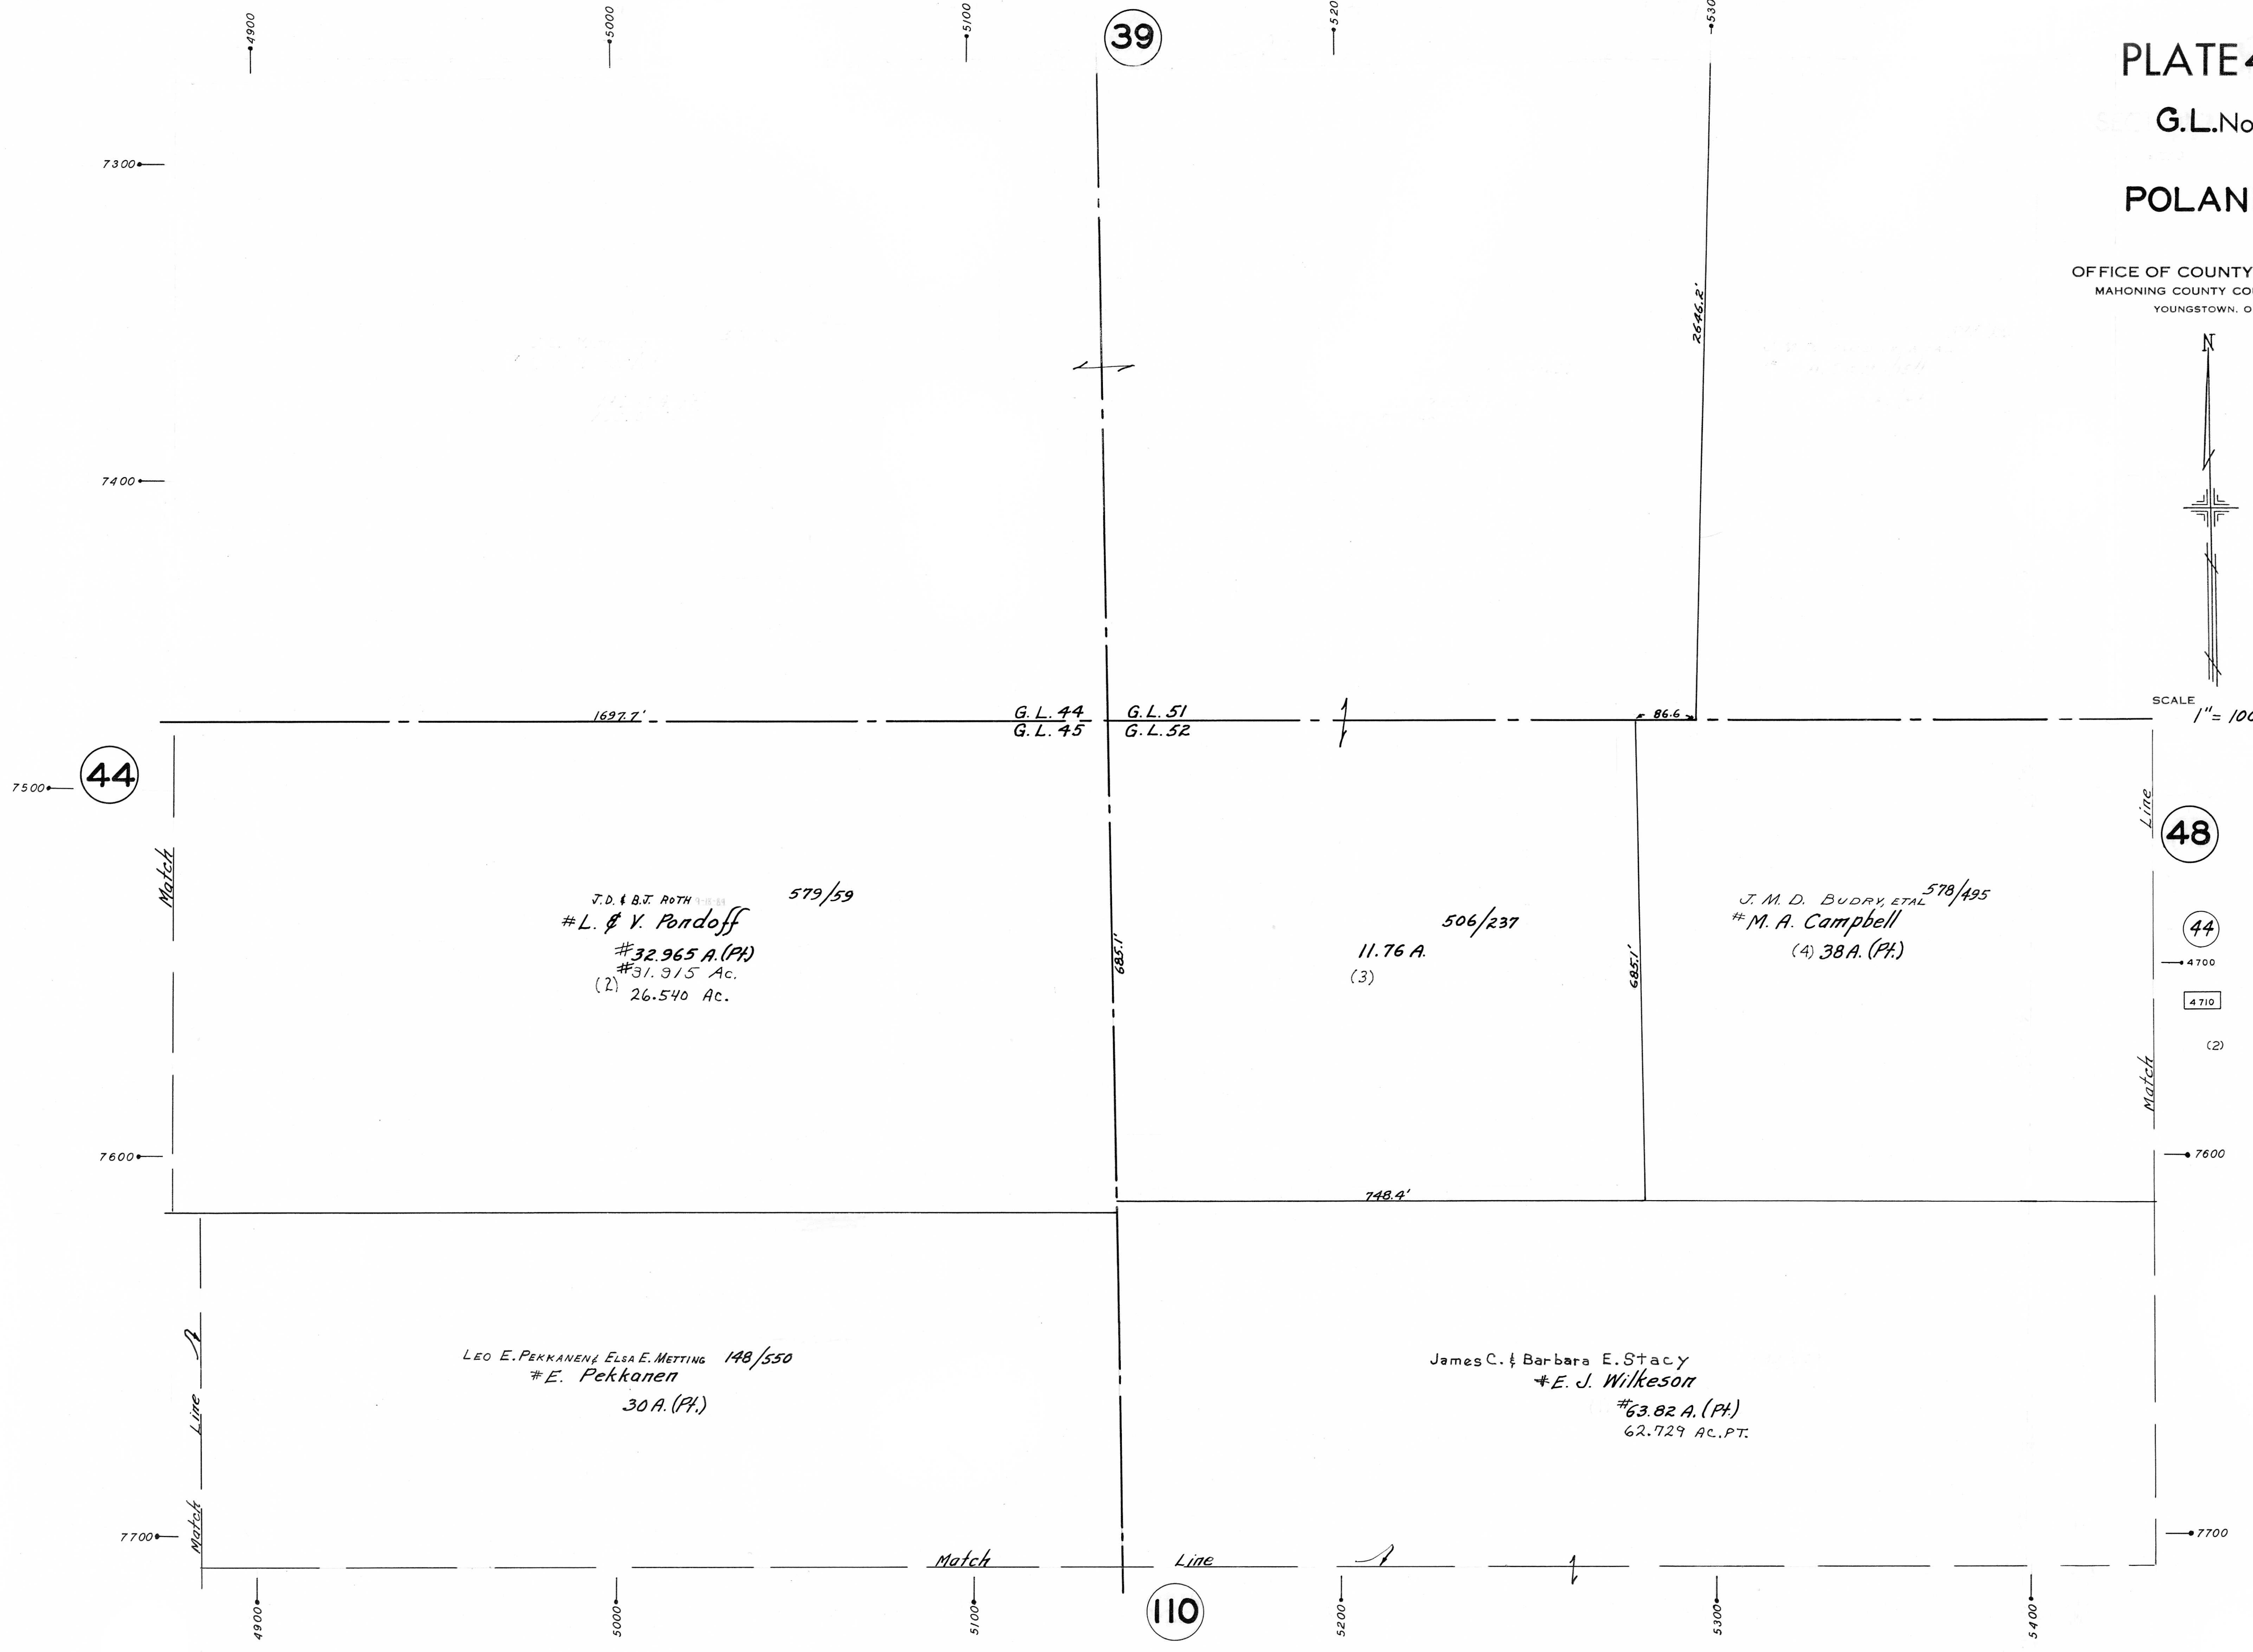 4900
5000
5100
39
520
530
PLATE 4
G.L.No
POLAN
OFFICE OF COUNTY
MAHONING COUNTY CO
YOUNGSTOWN. O
7300
N
2646.2'
7400
SCALE
1"= 100
1697.7'
G.L.44 G.L.51
86.6
G.L.45 G.L.52
44
7500
Match
Line
48
J.D. & B.J. ROTH 579/59
#L. & V. Pondoff
#32.965 A.(Pt.)
#31.915 Ac.
(2) 26.540 Ac.
685.1'
506/237
11.76 A.
(3)
685.1'
J. M. D. BUDRY, ETAL 578/495
#M. A. Campbell
(4) 38A. (Pt.)
44
4700
4710
(2)
Match
7600
7600
748.4'
LEO E. PEKKANEN & ELSA E. METTING 148/550
#E. Pekkanen
30 A. (Pt.)
James C. & Barbara E. Stacy
#E. J. Wilkeson
#63.82 A. (Pt.)
62.729 AC. PT.
Line
Match
7700
7700
Match Line
110
4900
5000
5100
5200
5300
5400